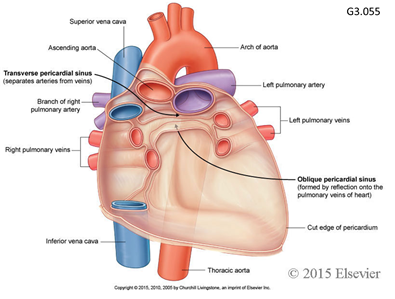 G3.055
Superior vena cava
Ascending aorta
Arch of aorta
Transverse pericardial sinus
(separates arteries from veins)
Left pulmonary artery
Branch of right
pulmonary artery
Left pulmonary veins
Right pulmonary veins
Oblique pericardial sinus
(formed by reflection onto the
pulmonary veins of heart)
Cut edge of pericardium
Inferior vena cava
Thoracic aorta
© 2015 Elsevier
Copyright © 2015, 2010, 2005 by Churchill Livingstone, an imprint of Elsevier Inc.